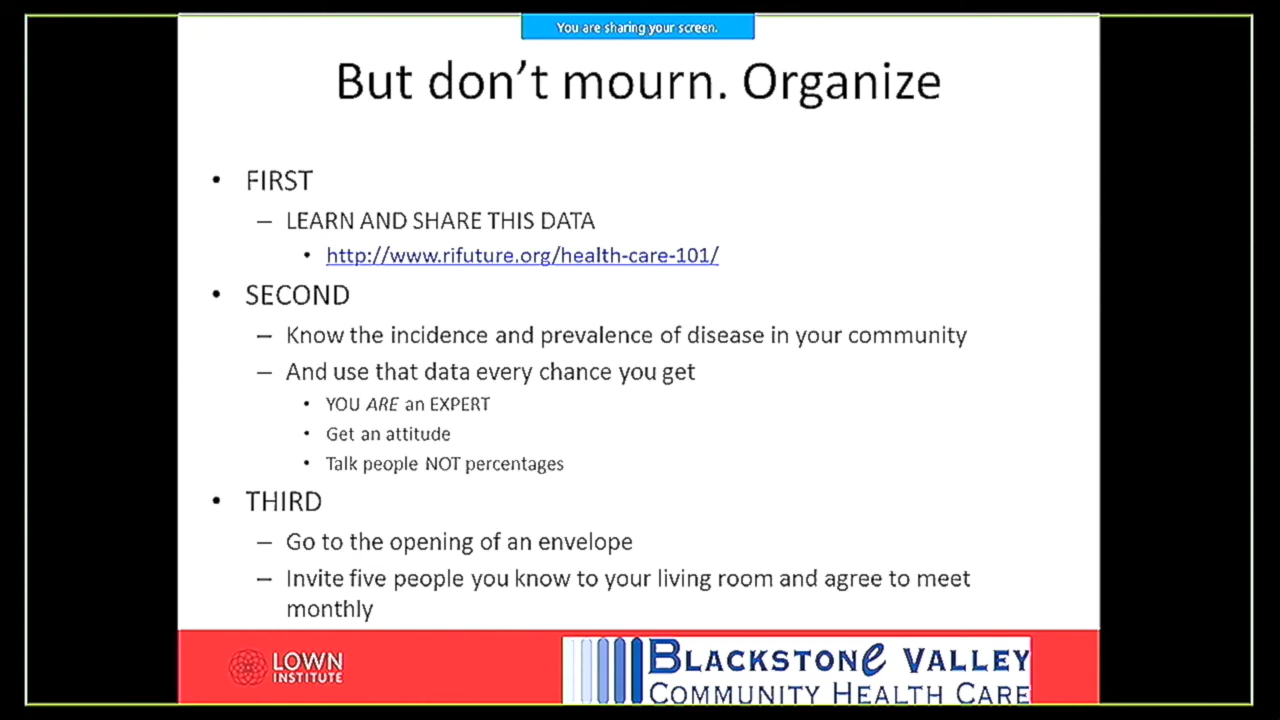 You are sharing your screen.
But don't mourn. Organize
• FIRST
– LEARN AND SHARE THIS DATA
• http://www.rifuture.org/health-care-101/
• SECOND
– Know the incidence and prevalence of disease in your community
– And use that data every chance you get
• YOU ARE an EXPERT
• Get an attitude
• Talk people NOT percentages
• THIRD
– Go to the opening of an envelope
– Invite five people you know to your living room and agree to meet
monthly
LOWN
INSTITUTE
BLACKSTONe VALLEY
COMMUNITY HEALTH CARE